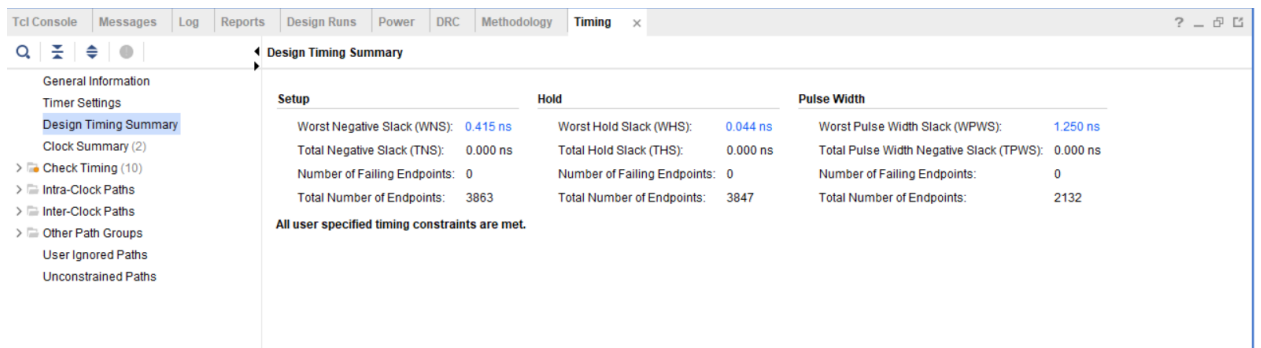 Tcl Console Messages Log Reports Design Runs Power DRC Methodology Timing × ? _
Design Timing Summary
General Information
Timer Settings
Design Timing Summary
Clock Summary (2)
> Check Timing (10)
> Intra-Clock Paths
> Inter-Clock Paths
> Other Path Groups
User Ignored Paths
Unconstrained Paths
Setup Hold Pulse Width
Worst Negative Slack (WNS): 0.415 ns Worst Hold Slack (WHS): 0.044 ns Worst Pulse Width Slack (WPWS): 1.250 ns
Total Negative Slack (TNS): 0.000 ns Total Hold Slack (THS): 0.000 ns Total Pulse Width Negative Slack (TPWS): 0.000 ns
Number of Failing Endpoints: 0 Number of Failing Endpoints: 0 Number of Failing Endpoints: 0
Total Number of Endpoints: 3863 Total Number of Endpoints: 3847 Total Number of Endpoints: 2132
All user specified timing constraints are met.